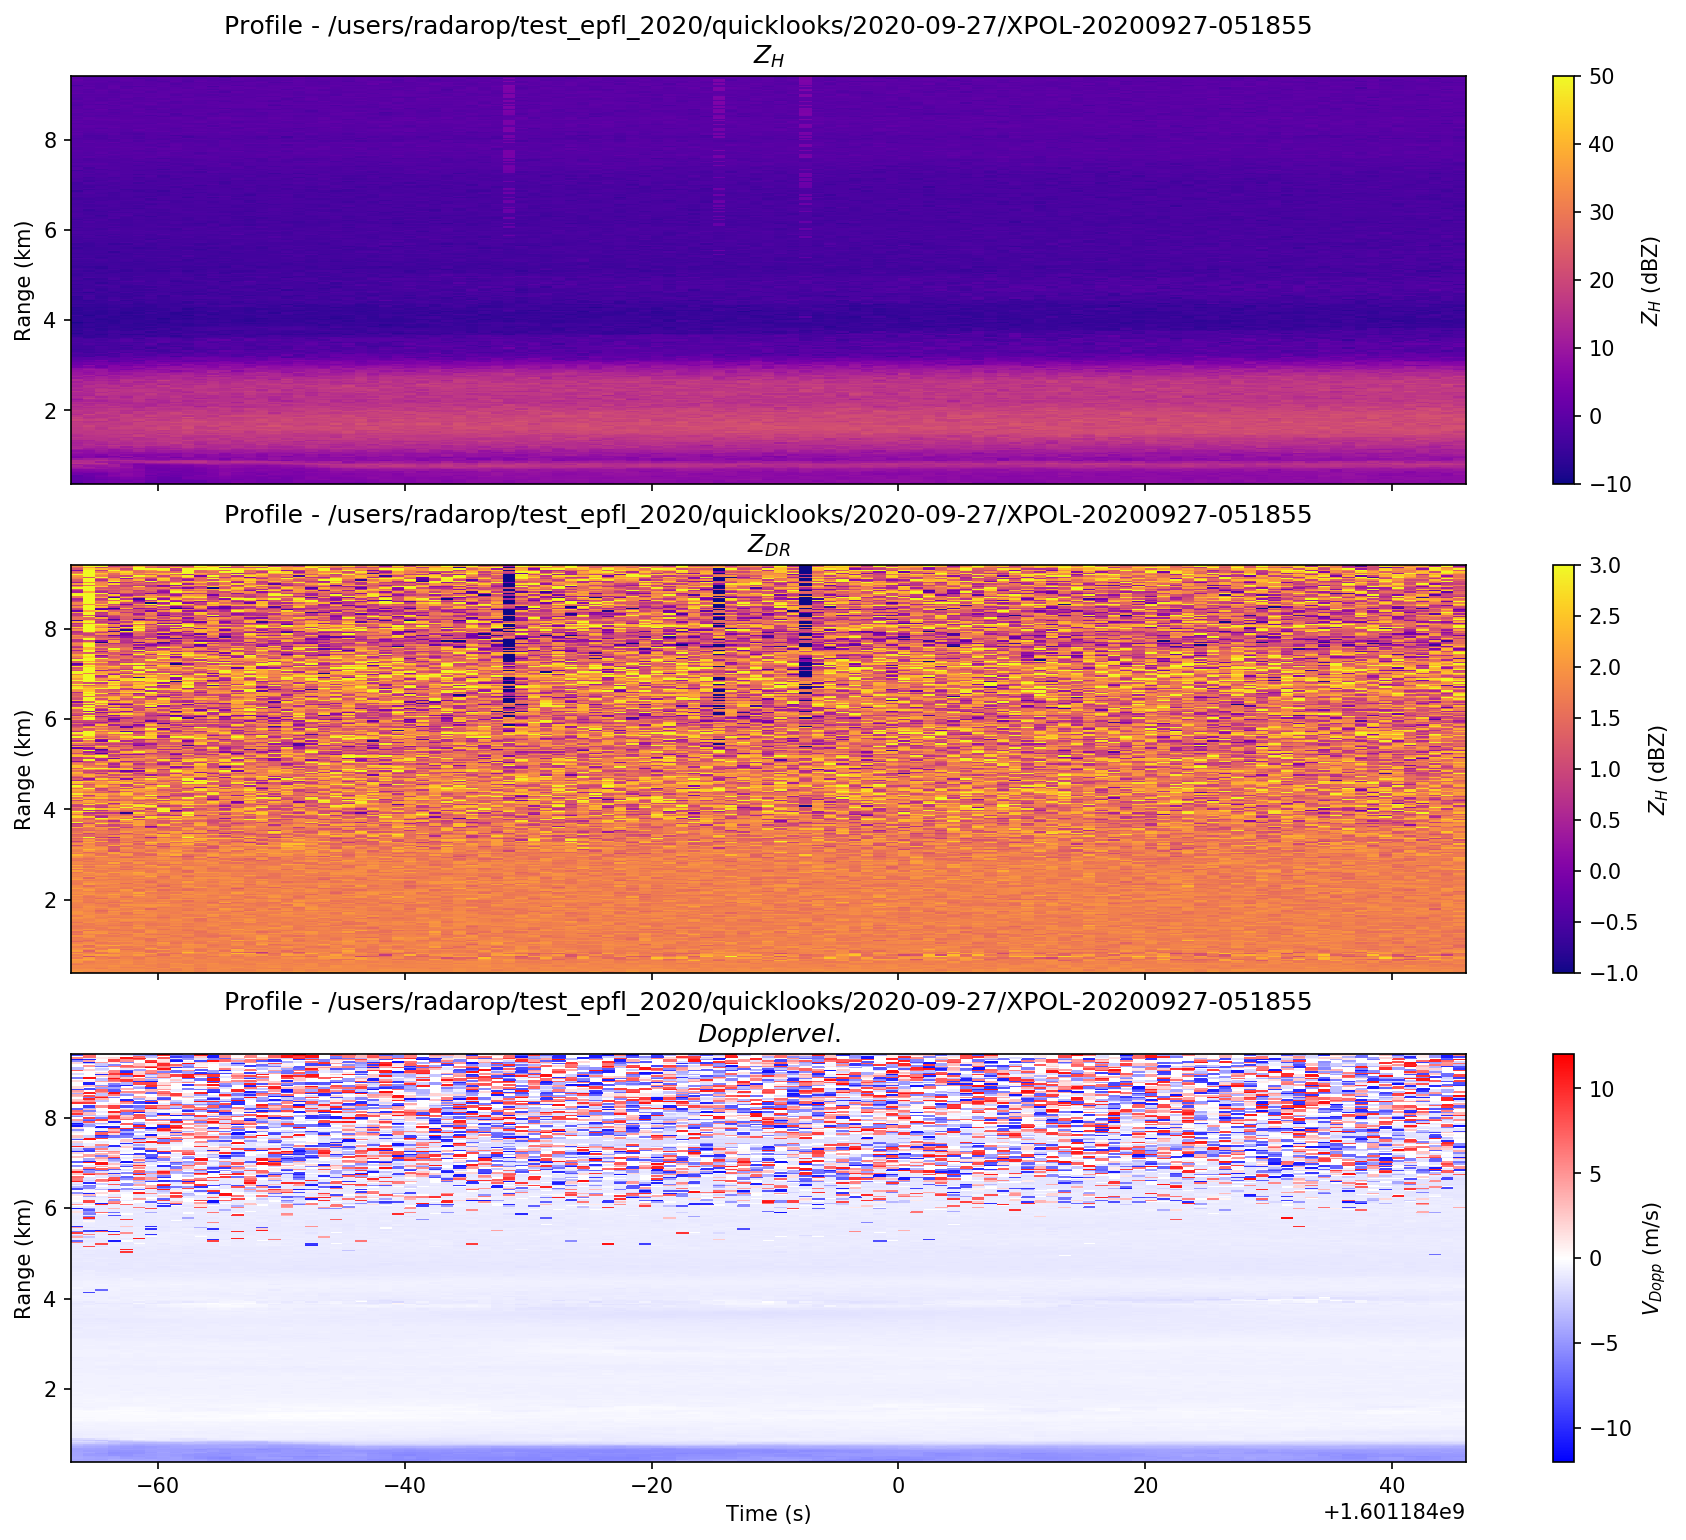 Profile - /users/radarop/test_epfl_2020/quicklooks/2020-09-27/XPOL-20200927-051855
Z_H
Range (km)
8
6
4
2
50
40
30
20
10
0
−10
Z_H (dBZ)
Profile - /users/radarop/test_epfl_2020/quicklooks/2020-09-27/XPOL-20200927-051855
Z_DR
Range (km)
8
6
4
2
3.0
2.5
2.0
1.5
1.0
0.5
0.0
−0.5
−1.0
Z_H (dBZ)
Profile - /users/radarop/test_epfl_2020/quicklooks/2020-09-27/XPOL-20200927-051855
Dopplervel.
Range (km)
8
6
4
2
10
5
0
−5
−10
V_Dopp (m/s)
−60 −40 −20 0 20 40
Time (s)
+1.601184e9